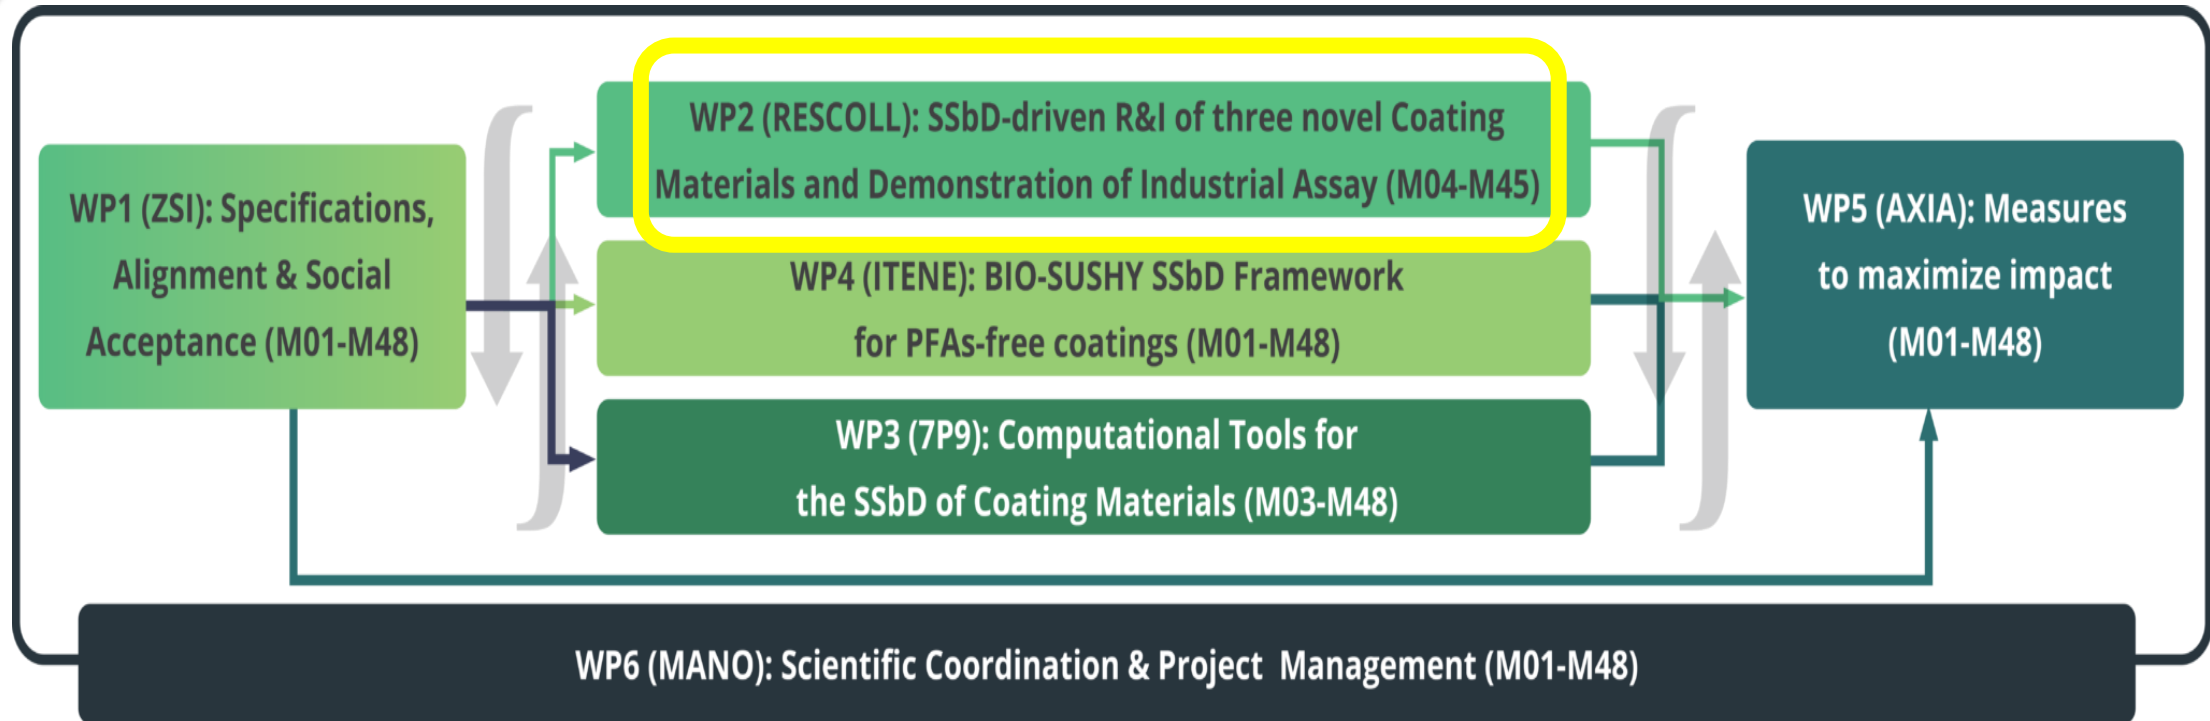 WP1 (ZSI): Specifications,
Alignment & Social
Acceptance (M01-M48)
WP2 (RESCOLL): SSbD-driven R&I of three novel Coating
Materials and Demonstration of Industrial Assay (M04-M45)
WP4 (ITENE): BIO-SUSHY SSbD Framework
for PFAs-free coatings (M01-M48)
WP3 (7P9): Computational Tools for
the SSbD of Coating Materials (M03-M48)
WP5 (AXIA): Measures
to maximize impact
(M01-M48)
WP6 (MANO): Scientific Coordination & Project Management (M01-M48)